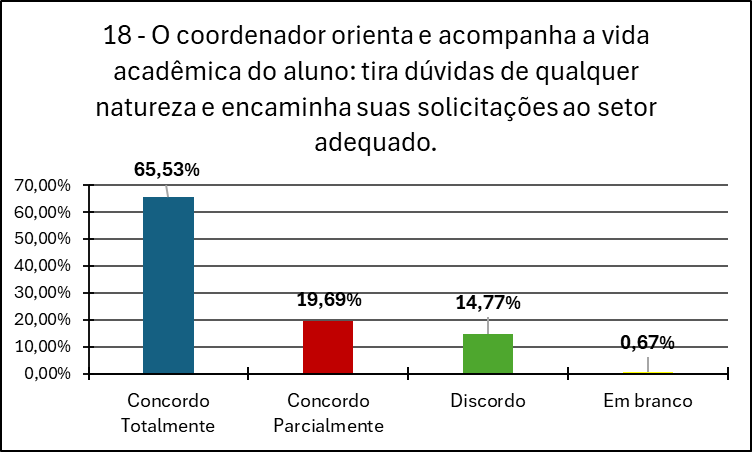 18 - O coordenador orienta e acompanha a vida
acadêmica do aluno: tira dúvidas de qualquer
natureza e encaminha suas solicitações ao setor
adequado.
65,53%
70,00%
60,00%
50,00%
40,00%
30,00%
19,69%
14,77%
20,00%
0,67%
10,00%
0,00%
Concordo
Totalmente
Concordo
Parcialmente
Discordo
Em branco